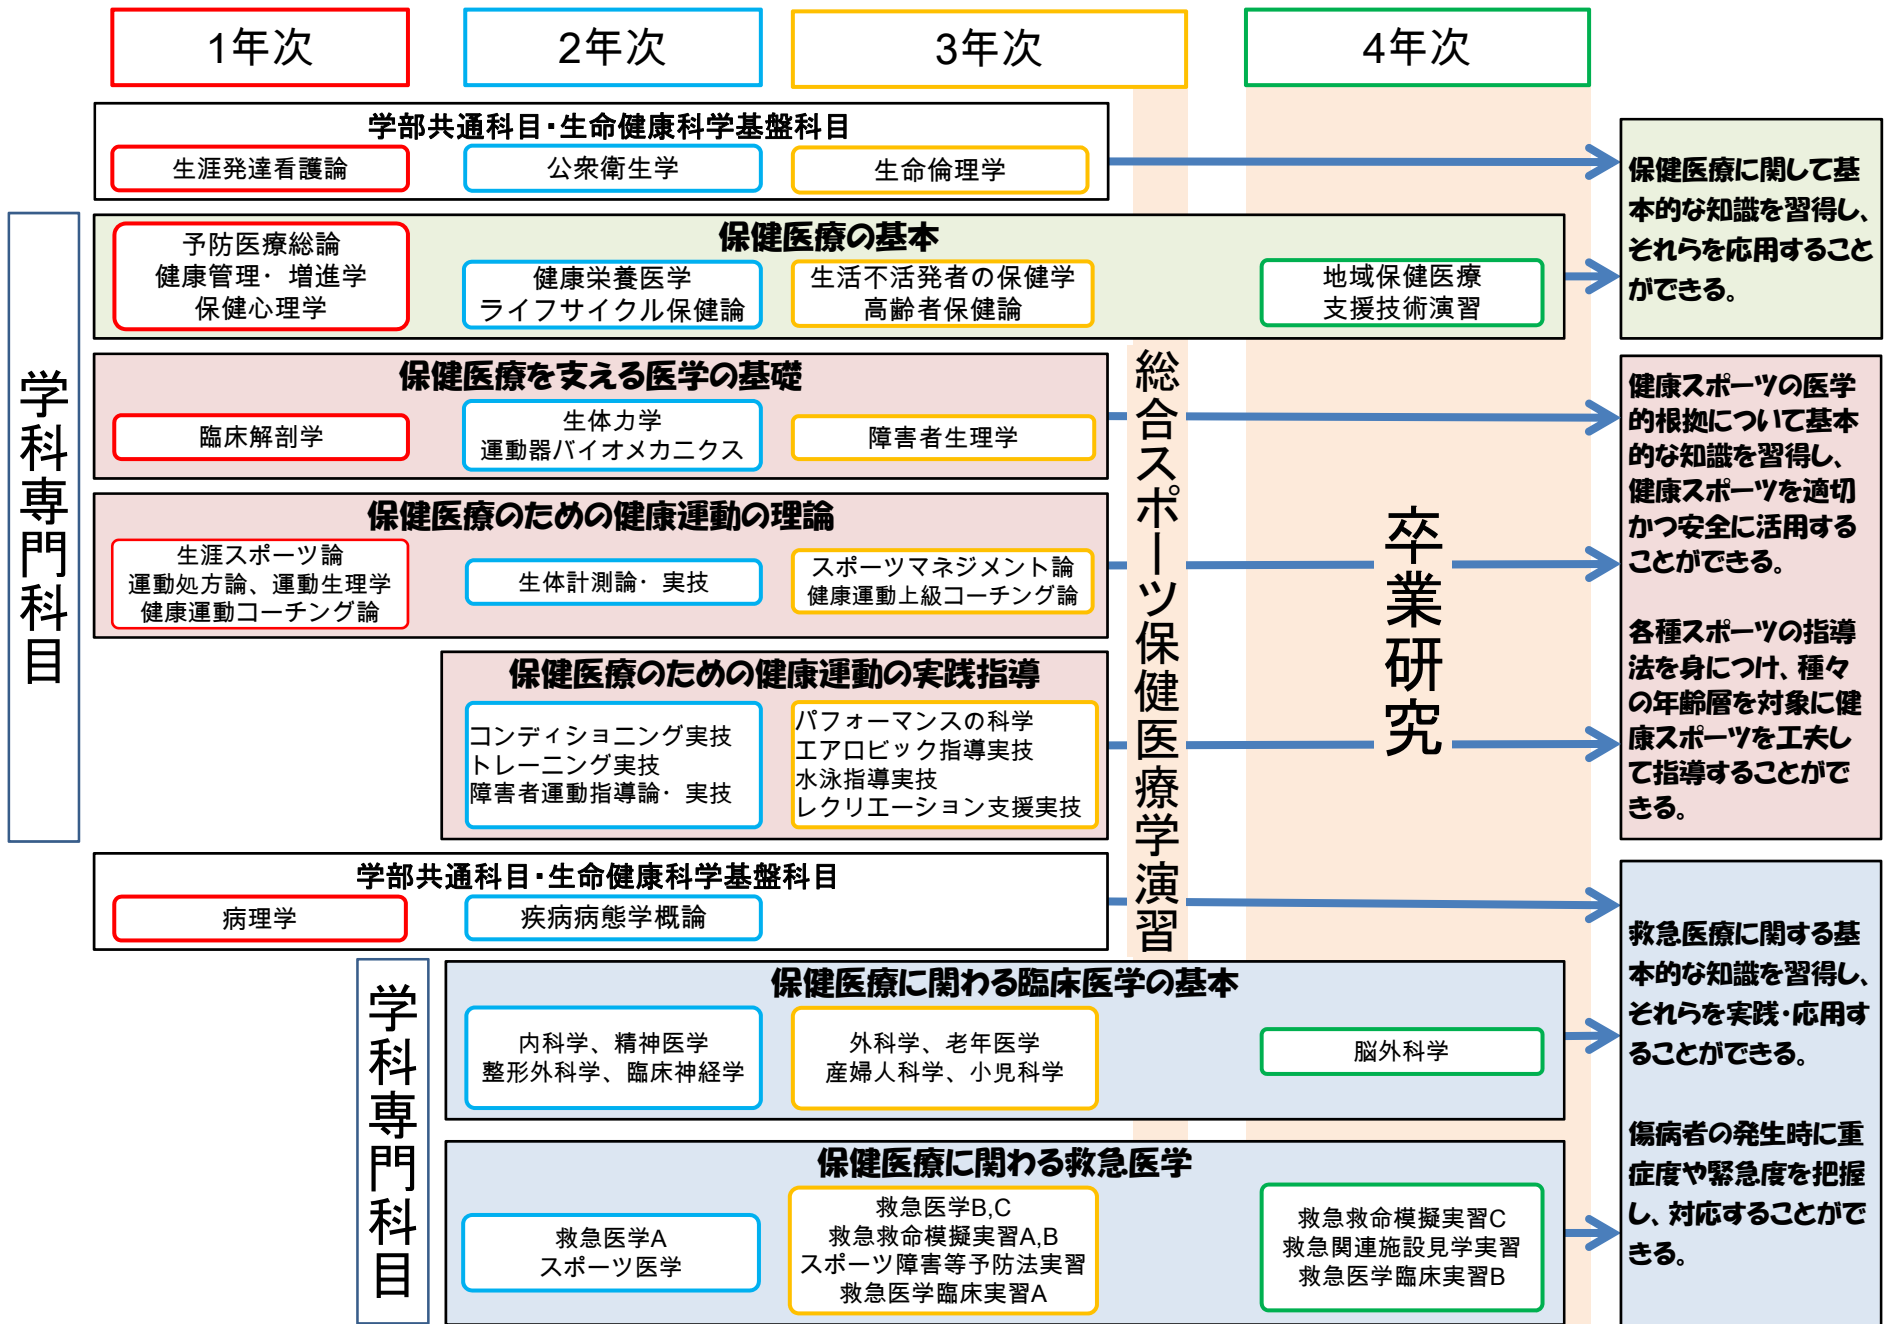 1年次
2年次
3年次
4年次
学部共通科目・生命健康科学基盤科目
生涯発達看護論
公衆衛生学
生命倫理学
保健医療に関して基
本的な知識を習得し、
それらを応用すること
ができる。
学科専門科目
保健医療の基本
予防医療総論
健康管理・増進学
保健心理学
健康栄養医学
ライフサイクル保健論
生活不活発者の保健学
高齢者保健論
地域保健医療
支援技術演習
保健医療を支える医学の基礎
臨床解剖学
生体力学
運動器バイオメカニクス
障害者生理学
総合スポーツ保健医療学演習
卒業研究
健康スポーツの医学
的根拠について基本
的な知識を習得し、
健康スポーツを適切
かつ安全に活用する
ことができる。
各種スポーツの指導
法を身につけ、種々
の年齢層を対象に健
康スポーツを工夫し
て指導することがで
きる。
保健医療のための健康運動の理論
生涯スポーツ論
運動処方論、運動生理学
健康運動コーチング論
生体計測論・実技
スポーツマネジメント論
健康運動上級コーチング論
保健医療のための健康運動の実践指導
コンディショニング実技
トレーニング実技
障害者運動指導論・実技
パフォーマンスの科学
エアロビック指導実技
水泳指導実技
レクリエーション支援実技
学部共通科目・生命健康科学基盤科目
病理学
疾病病態学概論
救急医療に関する基
本的な知識を習得し、
それらを実践・応用す
ることができる。
傷病者の発生時に重
症度や緊急度を把握
し、対応することがで
きる。
学科専門科目
保健医療に関わる臨床医学の基本
内科学、精神医学
整形外科学、臨床神経学
外科学、老年医学
産婦人科学、小児科学
脳外科学
保健医療に関わる救急医学
救急医学A
スポーツ医学
救急医学B,C
救急救命模擬実習A,B
スポーツ障害等予防法実習
救急医学臨床実習A
救急救命模擬実習C
救急関連施設見学実習
救急医学臨床実習B